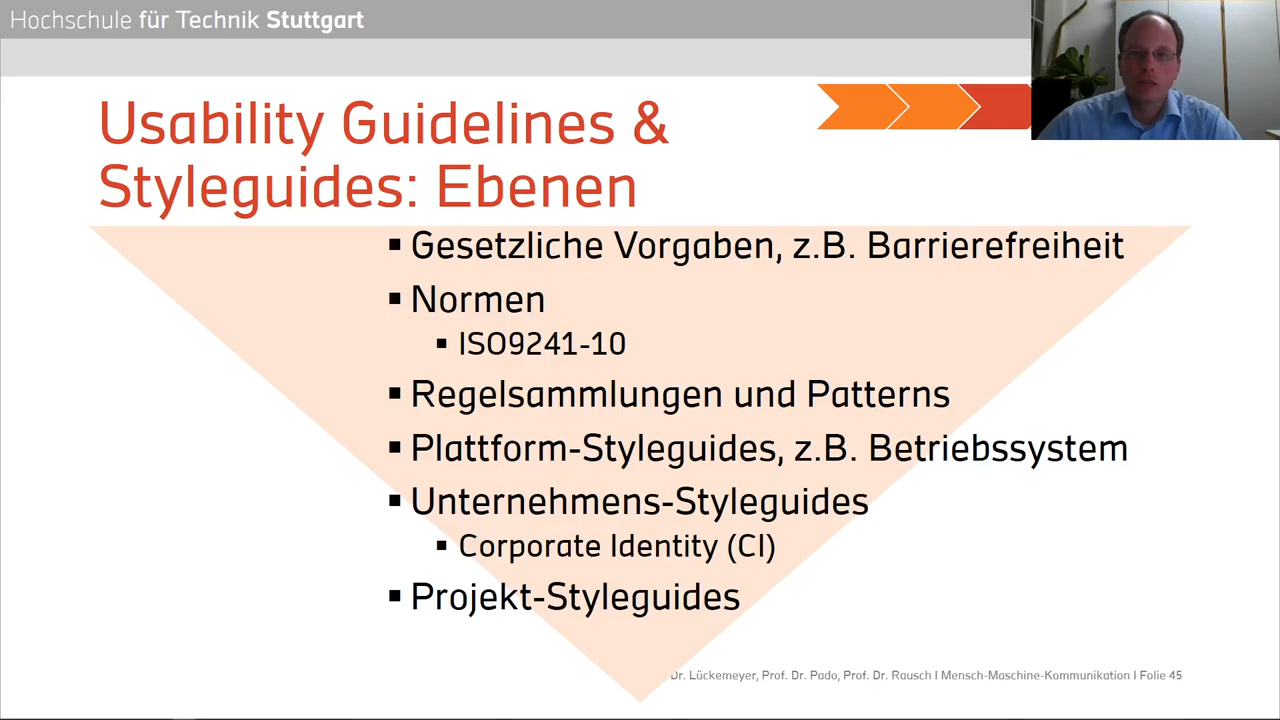 Hochschule für Technik Stuttgart
Usability Guidelines &
Styleguides: Ebenen
▪ Gesetzliche Vorgaben, z.B. Barrierefreiheit
▪ Normen
▪ ISO9241-10
▪ Regelsammlungen und Patterns
▪ Plattform-Styleguides, z.B. Betriebssystem
▪ Unternehmens-Styleguides
▪ Corporate Identity (CI)
▪ Projekt-Styleguides
Dr. Lückemeyer, Prof. Dr. Pado, Prof. Dr. Rausch I Mensch-Maschine-Kommunikation I Folie 45